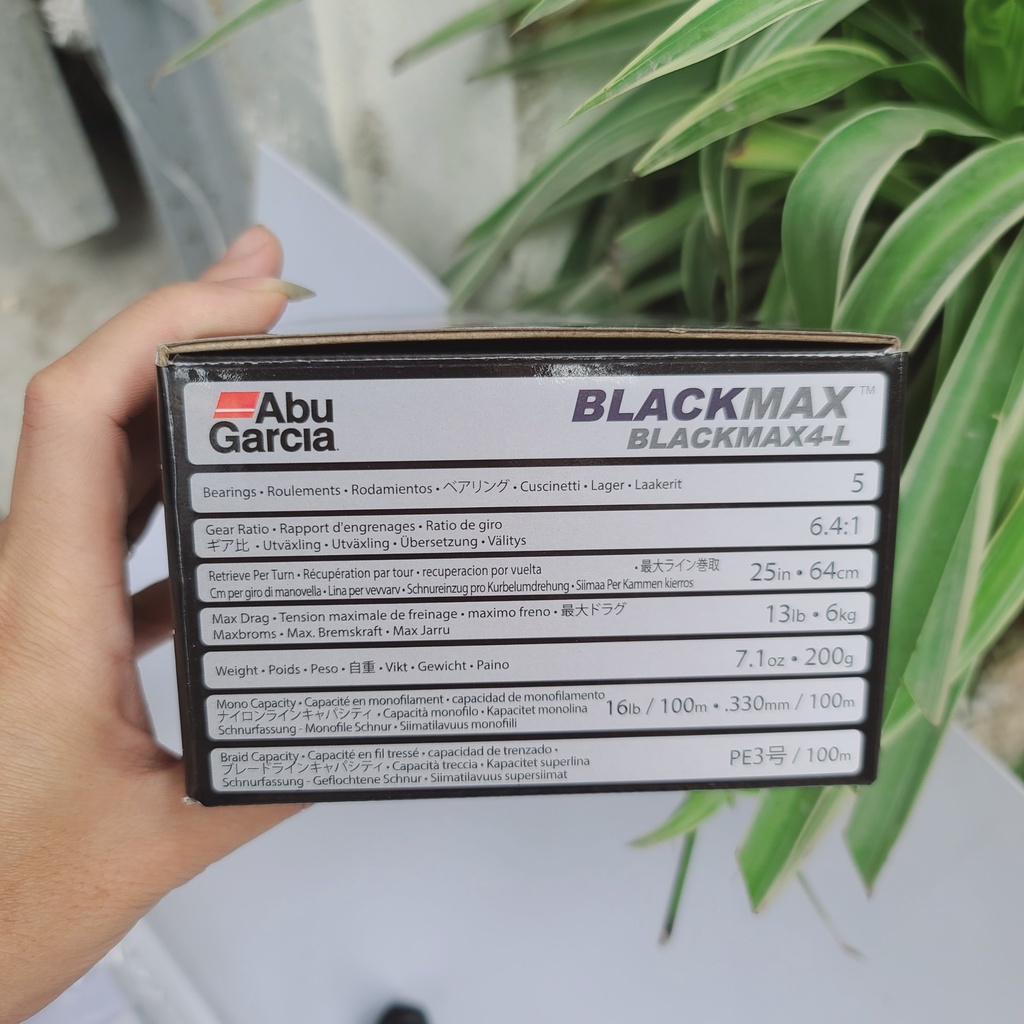 Abu
Garcia
BLACKMAX™
BLACKMAX4-L
Bearings • Roulements • Rodamientos • ベアリング • Cuscinetti • Lager • Laakerit 5
Gear Ratio • Rapport d'engrenages • Ratio de giro
ギア比 • Utväxling • Utväxling • Übersetzung • Välitys
6.4:1
Retrieve Per Turn • Récupération par tour • recuperacion por vuelta •最大ライン巻取
Cm per giro di manovella • Lina per vevvarv • Schnureinzug pro Kurbelumdrehung • Siimaa Per Kammen kierros
25in • 64cm
Max Drag • Tension maximale de freinage • maximo freno • 最大ドラグ
Maxbroms • Max. Bremskraft • Max Jarru
13lb • 6kg
Weight • Poids • Peso • 自重 • Vikt • Gewicht • Paino 7.1oz • 200g
Mono Capacity • Capacité en monofilament • capacidad de monofilamento
ナイロンラインキャパシティ • Capacità monofilo • Kapacitet monolina
Schnurfassung - Monofile Schnur • Siimatilavuus monofiili
16lb / 100m • .330mm / 100m
Braid Capacity • Capacité en fil tressé • capacidad de trenzado •
ブレードラインキャパシティ • Capacità treccia • Kapacitet superlina
Schnurfassung - Geflochtene Schnur • Siimatilavuus supersiimat
PE3号 / 100m